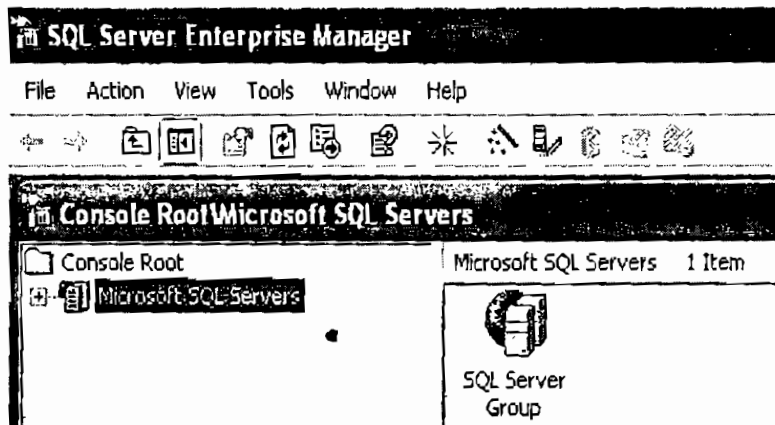 SQL Server Enterprise Manager
File Action View Tools Window Help
Console Root\Microsoft SQL Servers
Console Root
Microsoft SQL Servers
Microsoft SQL Servers 1 Item
SQL Server
Group